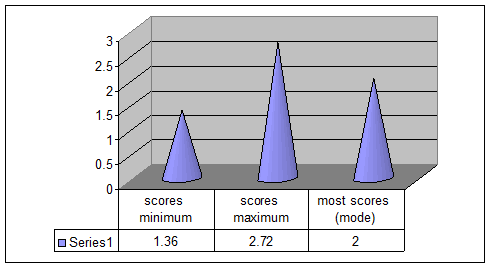 3
2.5
2
1.5
1
0.5
0
scores minimum
scores maximum
most scores (mode)
Series1 1.36 2.72 2